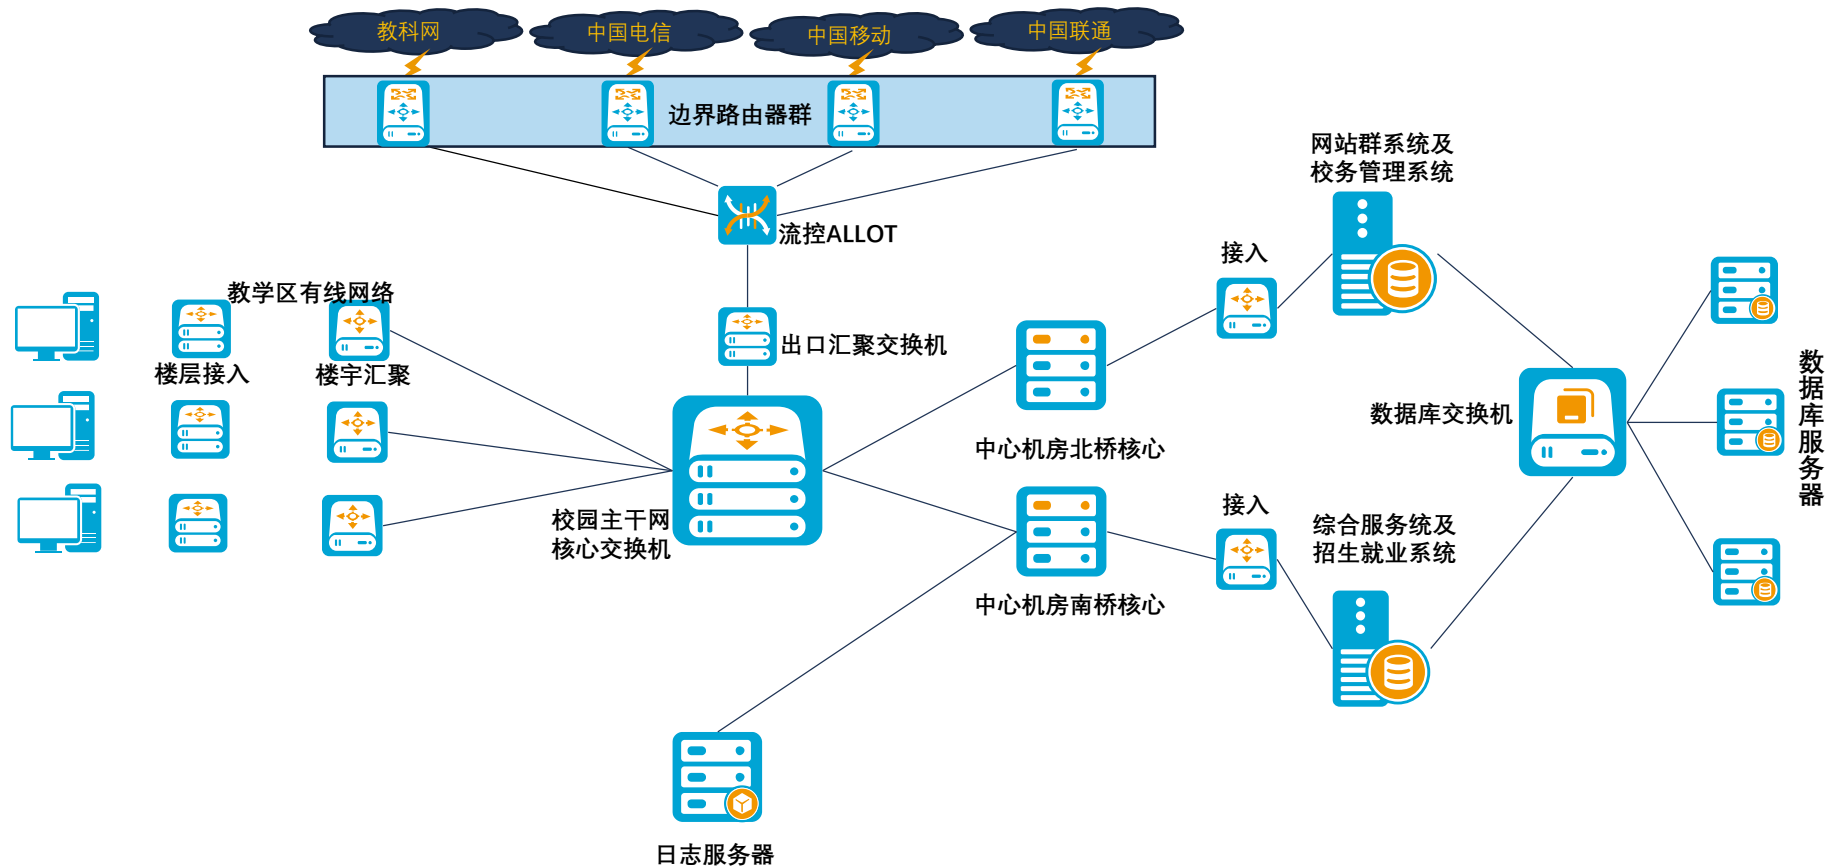 教科网
中国电信
中国移动
中国联通
边界路由器群
网站群系统及
校务管理系统
流控ALLOT
接入
教学区有线网络
出口汇聚交换机
楼层接入
楼宇汇聚
数据库服务器
数据库交换机
中心机房北桥核心
接入
校园主干网
核心交换机
综合服务统及
招生就业系统
中心机房南桥核心
日志服务器